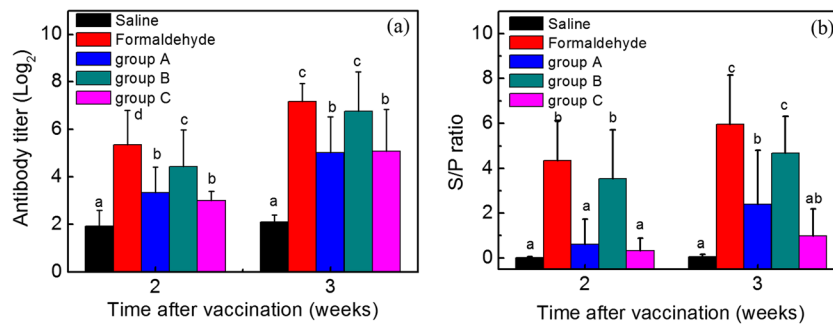 (a)
Saline
Formaldehyde
group A
group B
group C
Antibody titer (Log2)
10
8
6
4
2
0
a
d
b
c
b
a
c
b
c
b
2
3
Time after vaccination (weeks)
(b)
Saline
Formaldehyde
group A
group B
group C
S/P ratio
10
8
6
4
2
0
a
b
a
b
a
a
c
b
c
ab
2
3
Time after vaccination (weeks)